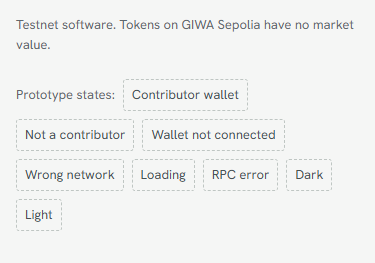 Testnet software. Tokens on GIWA Sepolia have no market
value.
Prototype states: Contributor wallet
Not a contributor Wallet not connected
Wrong network Loading RPC error Dark
Light